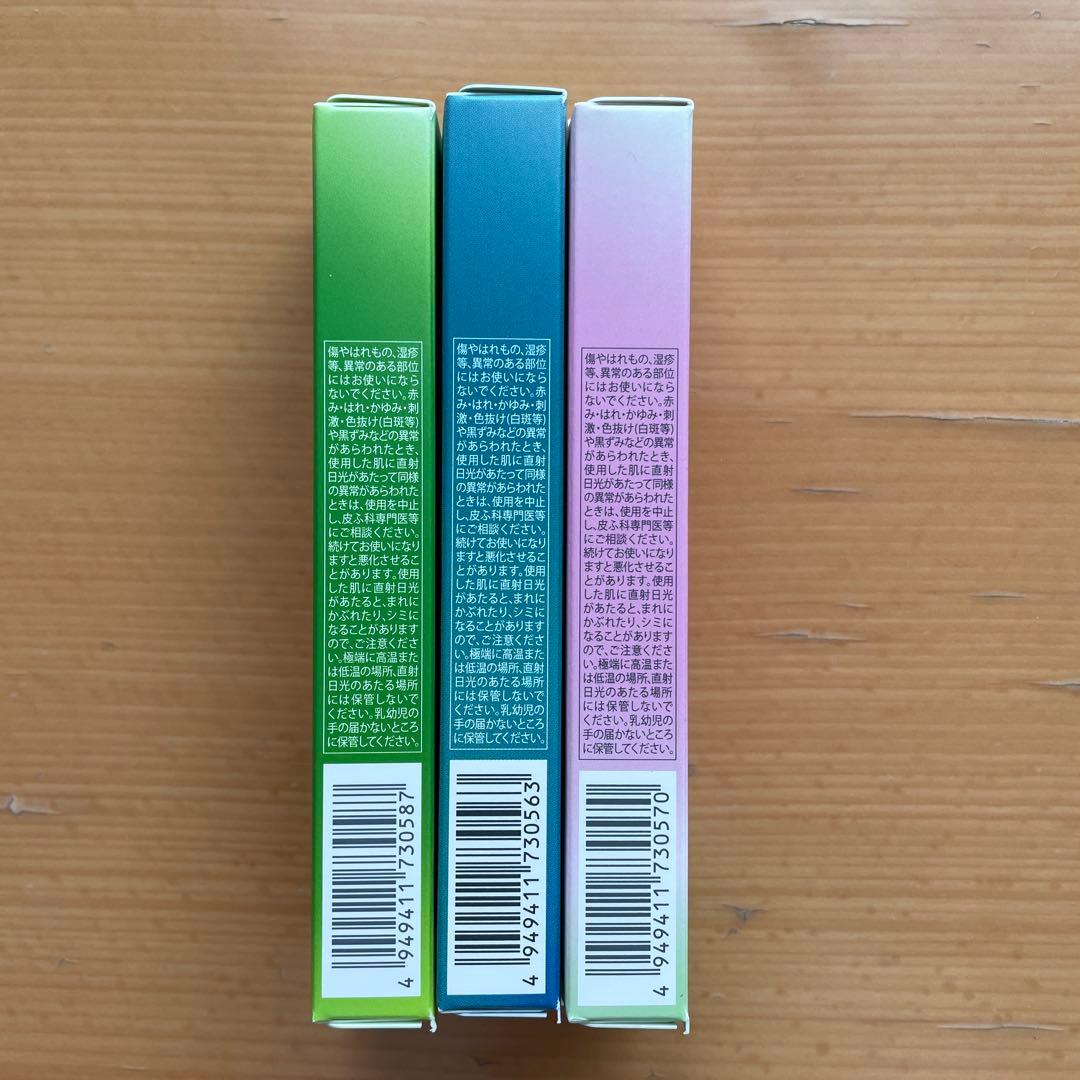 傷やはれもの、湿疹
等、異常のある部位
にはお使いになら
ないでください。赤
み・はれ・かゆみ・刺
激・色抜け(白斑等)
や黒ずみなどの異常
があらわれたとき、
使用した肌に直射
日光があたって同様
の異常があらわれた
ときは、使用を中止
し、皮ふ科専門医等
にご相談ください。
続けてお使いになり
ますと悪化させるこ
とがあります。使用
した肌に直射日光
があたると、まれに
かぶれたり、シミに
なることがあります
ので、ご注意くださ
い。極端に高温また
は低温の場所、直射
日光のあたる場所
には保管しないで
ください。乳幼児の
手の届かないところ
に保管してください。
4 949411 730587
傷やはれもの、湿疹
等、異常のある部位
にはお使いになら
ないでください。赤
み・はれ・かゆみ・刺
激・色抜け(白斑等)
や黒ずみなどの異常
があらわれたとき、
使用した肌に直射
日光があたって同様
の異常があらわれた
ときは、使用を中止
し、皮ふ科専門医等
にご相談ください。
続けてお使いになり
ますと悪化させるこ
とがあります。使用
した肌に直射日光
があたると、まれに
かぶれたり、シミに
なることがあります
ので、ご注意くださ
い。極端に高温また
は低温の場所、直射
日光のあたる場所
には保管しないで
ください。乳幼児の
手の届かないところ
に保管してください。
4 949411 730563
傷やはれもの、湿疹
等、異常のある部位
にはお使いになら
ないでください。赤
み・はれ・かゆみ・刺
激・色抜け(白斑等)
や黒ずみなどの異常
があらわれたとき、
使用した肌に直射
日光があたって同様
の異常があらわれた
ときは、使用を中止
し、皮ふ科専門医等
にご相談ください。
続けてお使いになり
ますと悪化させるこ
とがあります。使用
した肌に直射日光
があたると、まれに
かぶれたり、シミに
なることがあります
ので、ご注意くださ
い。極端に高温また
は低温の場所、直射
日光のあたる場所
には保管しないで
ください。乳幼児の
手の届かないところ
に保管してください。
4 949411 730570